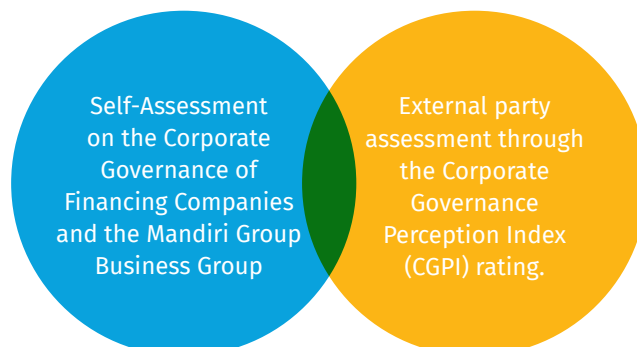 Self-Assessment
on the Corporate
Governance of
Financing Companies
and the Mandiri Group
Business Group
External party
assessment through
the Corporate
Governance
Perception Index
(CGPI) rating.